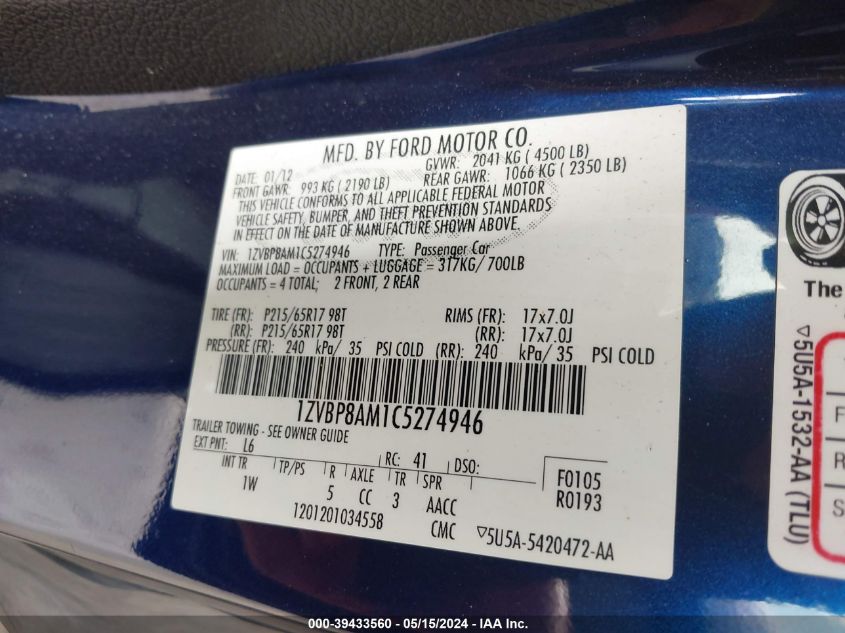 MFD. BY FORD MOTOR CO.
DATE: 01/12 GVWR: 2041 KG ( 4500 LB)
FRONT GAWR: 993 KG ( 2190 LB) REAR GAWR: 1066 KG ( 2350 LB)
THIS VEHICLE CONFORMS TO ALL APPLICABLE FEDERAL MOTOR
VEHICLE SAFETY, BUMPER, AND THEFT PREVENTION STANDARDS
IN EFFECT ON THE DATE OF MANUFACTURE SHOWN ABOVE.
VIN: 1ZVBP8AM1C5274946 TYPE: Passenger Car
MAXIMUM LOAD = OCCUPANTS + LUGGAGE = 317KG/700LB
OCCUPANTS = 4 TOTAL; 2 FRONT, 2 REAR
TIRE (FR): P215/65R17 98T RIMS (FR): 17x7.0J
(RR): P215/65R17 98T (RR): 17x7.0J
PRESSURE (FR): 240 kPa/ 35 PSI COLD (RR): 240 kPa/ 35 PSI COLD
1ZVBP8AM1C5274946
TRAILER TOWING - SEE OWNER GUIDE
EXT PNT: L6 RC: 41 DSO: F0105
INT TR TP/PS R AXLE TR SPR R0193
1W 5 CC 3 AACC
1201201034558 CMC ▽5U5A-5420472-AA
The
▽5U5A-1532-AA (TLU)
F
R
S
000-39433560 - 05/15/2024 - IAA Inc.